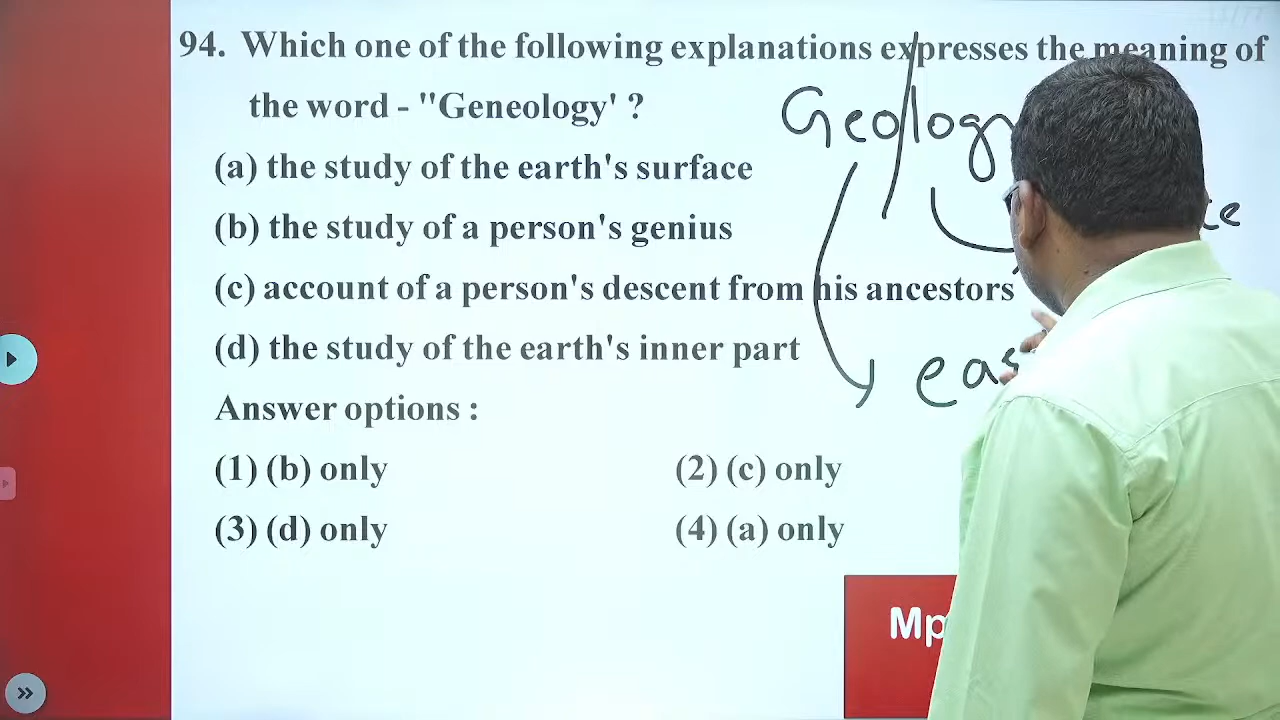 94. Which one of the following explanations expresses the meaning of
the word - "Geneology' ?
Geolog
(a) the study of the earth's surface
(b) the study of a person's genius
(c) account of a person's descent from his ancestors
(d) the study of the earth's inner part
Answer options :
(1) (b) only (2) (c) only
(3) (d) only (4) (a) only